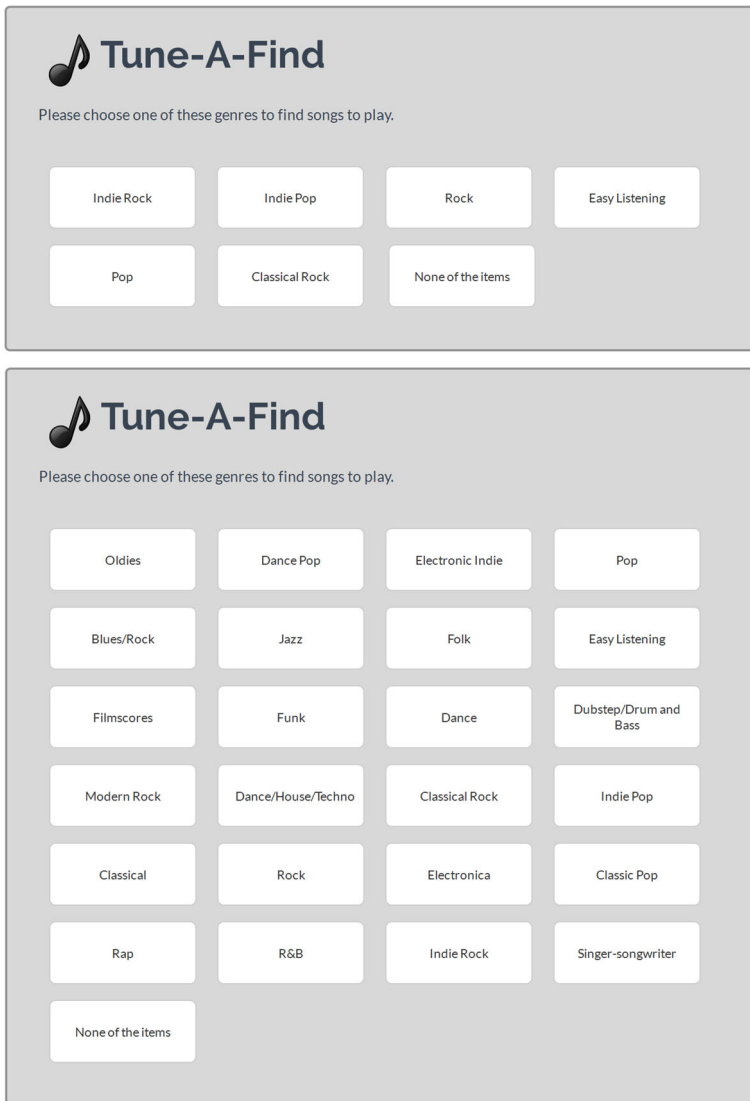 Tune-A-Find
Please choose one of these genres to find songs to play.
Indie Rock
Indie Pop
Rock
Easy Listening
Pop
Classical Rock
None of the items
Tune-A-Find
Please choose one of these genres to find songs to play.
Oldies
Dance Pop
Electronic Indie
Pop
Blues/Rock
Jazz
Folk
Easy Listening
Filmscores
Funk
Dance
Dubstep/Drum and
Bass
Modern Rock
Dance/House/Techno
Classical Rock
Indie Pop
Classical
Rock
Electronica
Classic Pop
Rap
R&B
Indie Rock
Singer-songwriter
None of the items